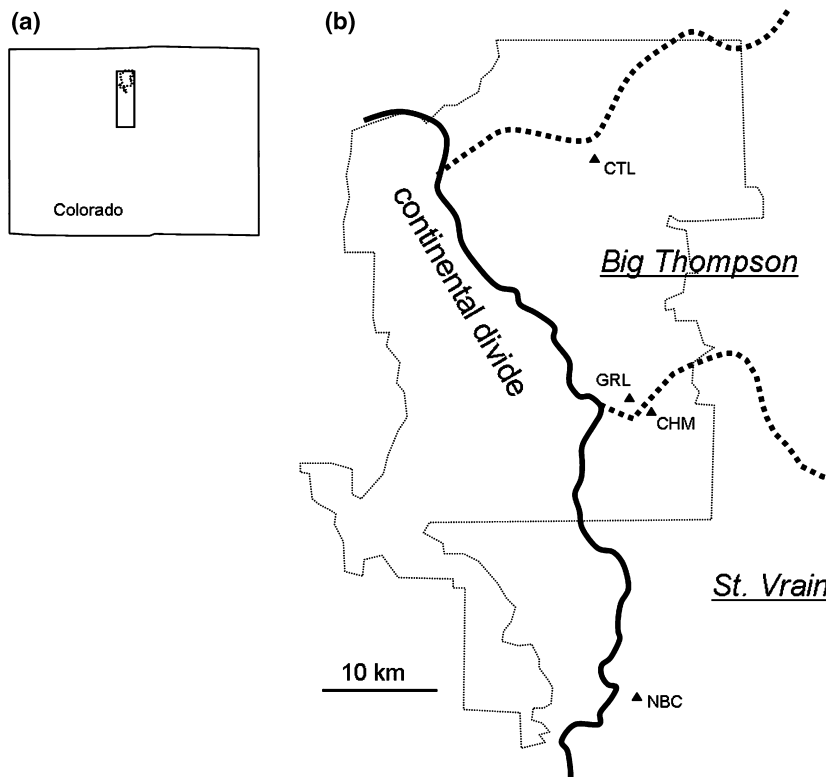 (a)
Colorado
(b)
CTL
continental divide
Big Thompson
GRL
CHM
St. Vrain
10 km
NBC